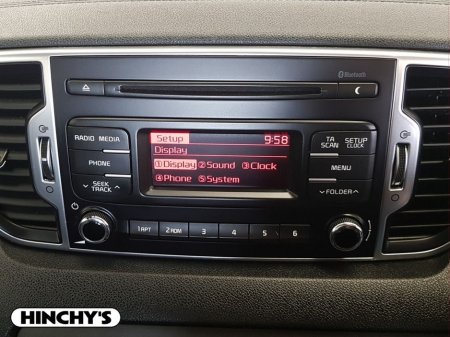 Bluetooth
RADIO MEDIA
PHONE
SEEK
TRACK
Setup 9:58
Display
①Display ②Sound ③Clock
④Phone ⑤System
TA
SCAN
SETUP
CLOCK
MENU
FOLDER
1 APT 2 RDM 3 4 5 6
HINCHY'S